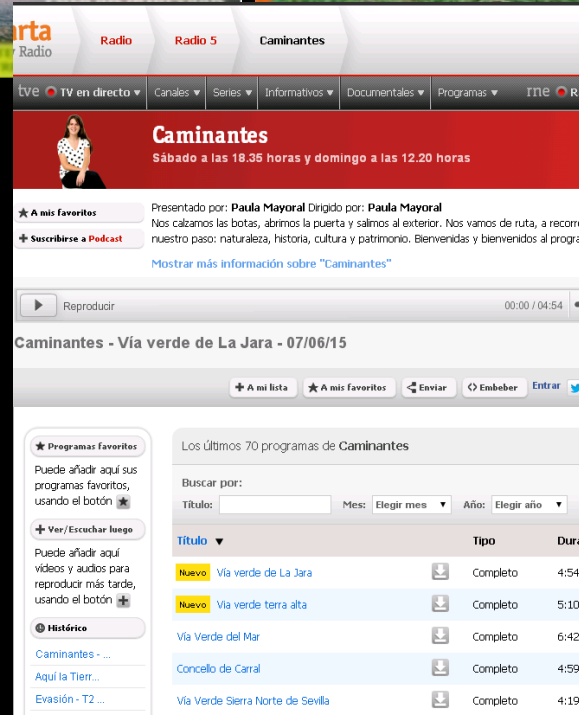 Radio
Radio
Radio 5
Caminantes
tve
TV en directo
Canales
Series
Informativos
Documentales
Programas
rne
Caminantes
Sábado a las 18.35 horas y domingo a las 12.20 horas
A mis favoritos
Suscribirse a Podcast
Presentado por: Paula Mayoral Dirigido por: Paula Mayoral
Nos calzamos las botas, abrimos la puerta y salimos al exterior. Nos vamos de ruta, a
nuestro paso: naturaleza, historia, cultura y patrimonio. Bienvenidas y bienvenidos al
Mostrar más información sobre "Caminantes"
Reproducir
00:00 / 04:54
Caminantes - Vía verde de La Jara - 07/06/15
A mi lista
A mis favoritos
Enviar
Embeber
Entrar
Programas favoritos
Puede añadir aquí sus
programas favoritos,
usando el botón
Ver/Escuchar luego
Puede añadir aquí
vídeos y audios para
reproducir más tarde,
usando el botón
Histórico
Caminantes - ...
Aquí la Tierr...
Evasión - T2 ...
Los últimos 70 programas de Caminantes
Buscar por:
Título:
Mes: Elegir mes
Año: Elegir año
Título
Tipo
Nuevo Vía verde de La Jara Completo 4:54
Nuevo Via verde terra alta Completo 5:10
Vía Verde del Mar Completo 6:42
Concello de Carral Completo 4:59
Vía Verde Sierra Norte de Sevilla Completo 4:19